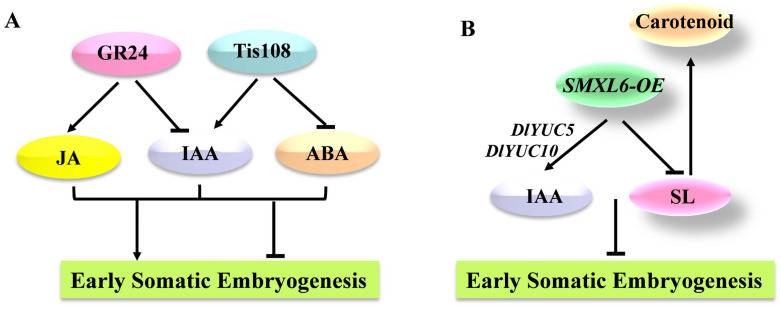 A
GR24
Tis108
JA
IAA
ABA
Early Somatic Embryogenesis
B
Carotenoid
SMXL6-OE
DlYUC5
DlYUC10
IAA
SL
Early Somatic Embryogenesis